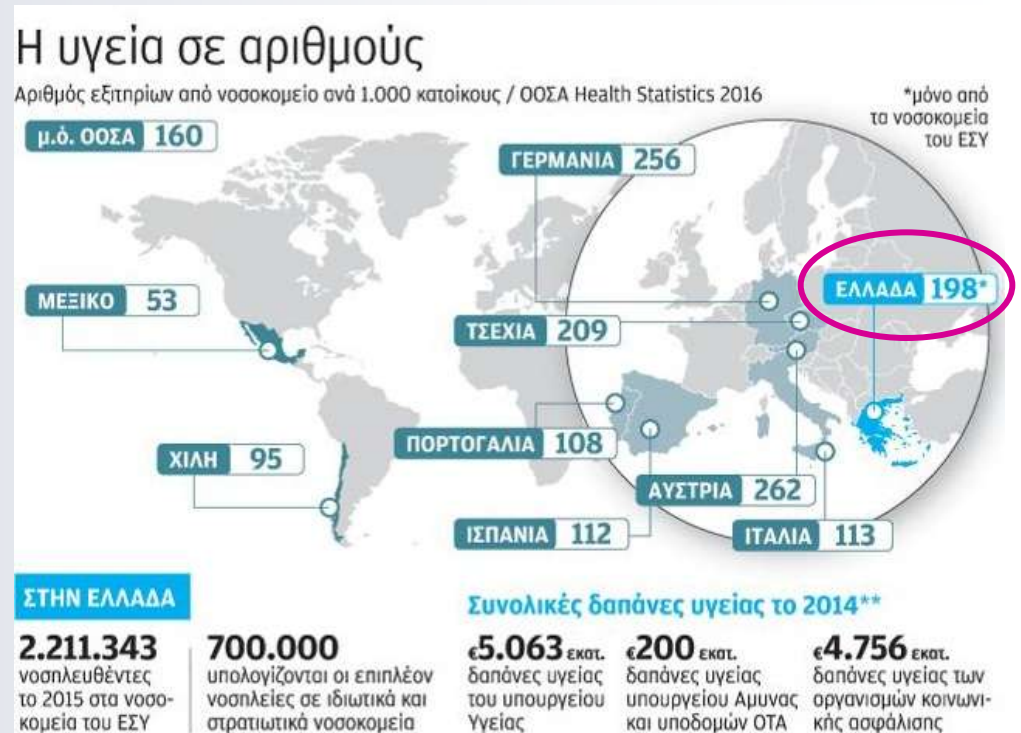 Η υγεία σε αριθμούς
Αριθμός εξιτηρίων από νοσοκομείο ανά 1.000 κατοίκους / ΟΟΣΑ Health Statistics 2016
*μόνο από
τα νοσοκομεία
του ΕΣΥ
μ.ό. ΟΟΣΑ 160
ΓΕΡΜΑΝΙΑ 256
ΕΛΛΑΔΑ 198*
ΜΕΞΙΚΟ 53
ΤΣΕΧΙΑ 209
ΠΟΡΤΟΓΑΛΙΑ 108
ΧΙΛΗ 95
ΑΥΣΤΡΙΑ 262
ΙΣΠΑΝΙΑ 112
ΙΤΑΛΙΑ 113
ΣΤΗΝ ΕΛΛΑΔΑ
2.211.343
νοσηλευθέντες
το 2015 στα νοσο-
κομεία του ΕΣΥ
700.000
υπολογίζονται οι επιπλέον
νοσηλείες σε ιδιωτικά και
στρατιωτικά νοσοκομεία
Συνολικές δαπάνες υγείας το 2014**
€5.063 εκατ.
δαπάνες υγείας
του υπουργείου
Υγείας
€200 εκατ.
δαπάνες υγείας
υπουργείου Αμυνας
και υποδομών ΟΤΑ
€4.756 εκατ.
δαπάνες υγείας των
οργανισμών κοινωνι-
κής ασφάλισης